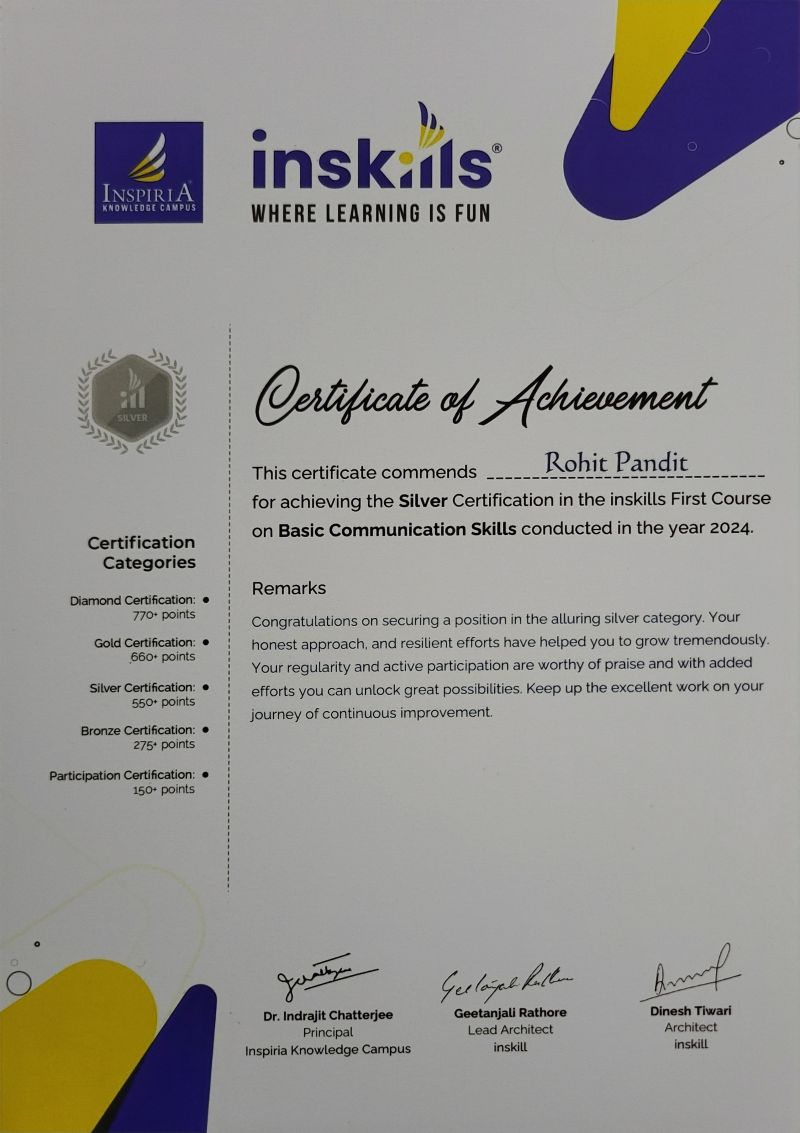 INSPIRIA
KNOWLEDGE CAMPUS
inskills®
WHERE LEARNING IS FUN
SILVER
Certification
Categories
Diamond Certification: •
770+ points
Gold Certification: •
660+ points
Silver Certification: •
550+ points
Bronze Certification: •
275+ points
Participation Certification: •
150+ points
Certificate of Achievement
This certificate commends Rohit Pandit
for achieving the Silver Certification in the inskills First Course
on Basic Communication Skills conducted in the year 2024.
Remarks
Congratulations on securing a position in the alluring silver category. Your
honest approach, and resilient efforts have helped you to grow tremendously.
Your regularity and active participation are worthy of praise and with added
efforts you can unlock great possibilities. Keep up the excellent work on your
journey of continuous improvement.
Geetanjali Rathore
Dr. Indrajit Chatterjee
Principal
Inspiria Knowledge Campus
Geetanjali Rathore
Lead Architect
inskill
Dinesh Tiwari
Architect
inskill